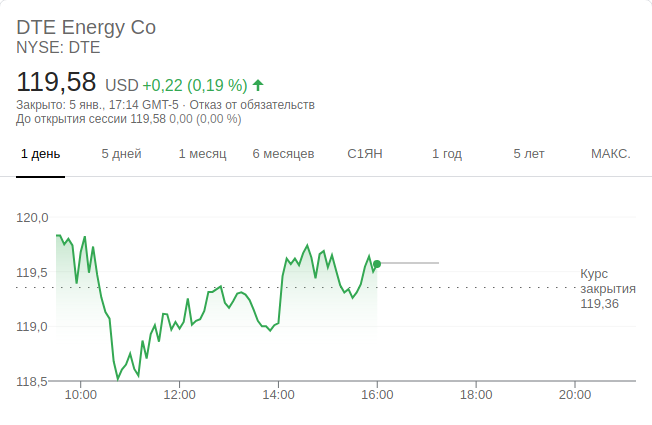 DTE Energy Co
NYSE: DTE
119,58 USD +0,22 (0,19 %)
Закрыто: 5 янв., 17:14 GMT-5 · Отказ от обязательств
До открытия сессии 119,58 0,00 (0,00 %)
1 день 5 дней 1 месяц 6 месяцев С1ЯН 1 год 5 лет МАКС.
120,0
119,5
Курс
закрытия
119,36
119,0
118,5
10:00 12:00 14:00 16:00 18:00 20:00